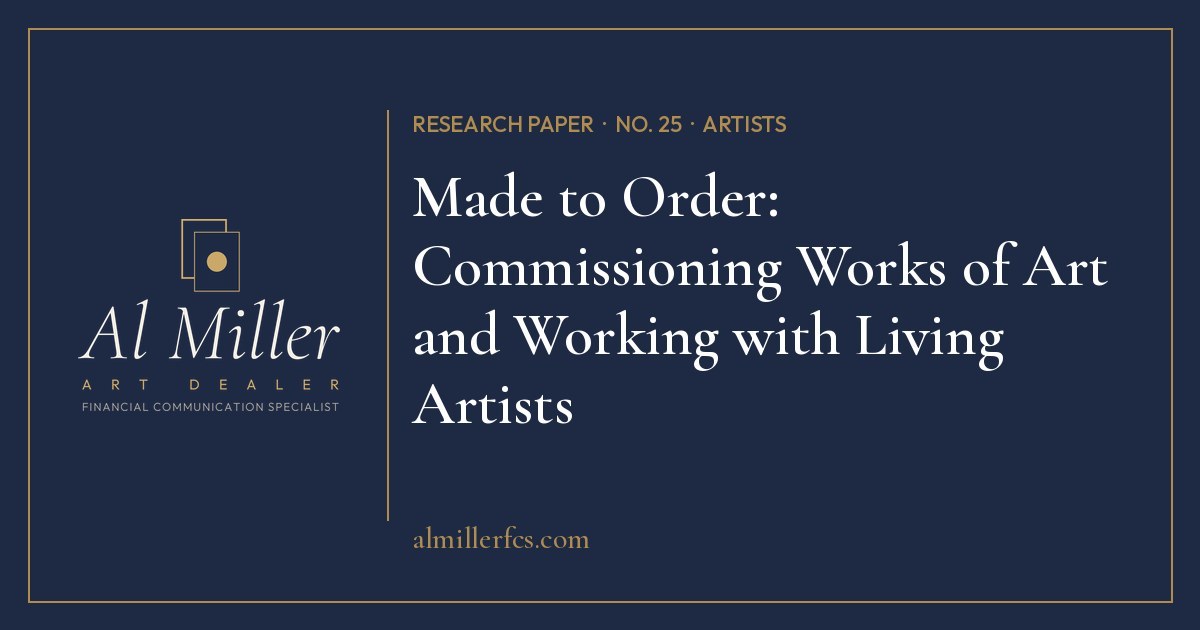 RESEARCH PAPER · NO. 25 · ARTISTS
Made to Order:
Commissioning Works of Art
and Working with Living
Artists
almillerfcs.com
Al Miller
ART DEALER
FINANCIAL COMMUNICATION SPECIALIST